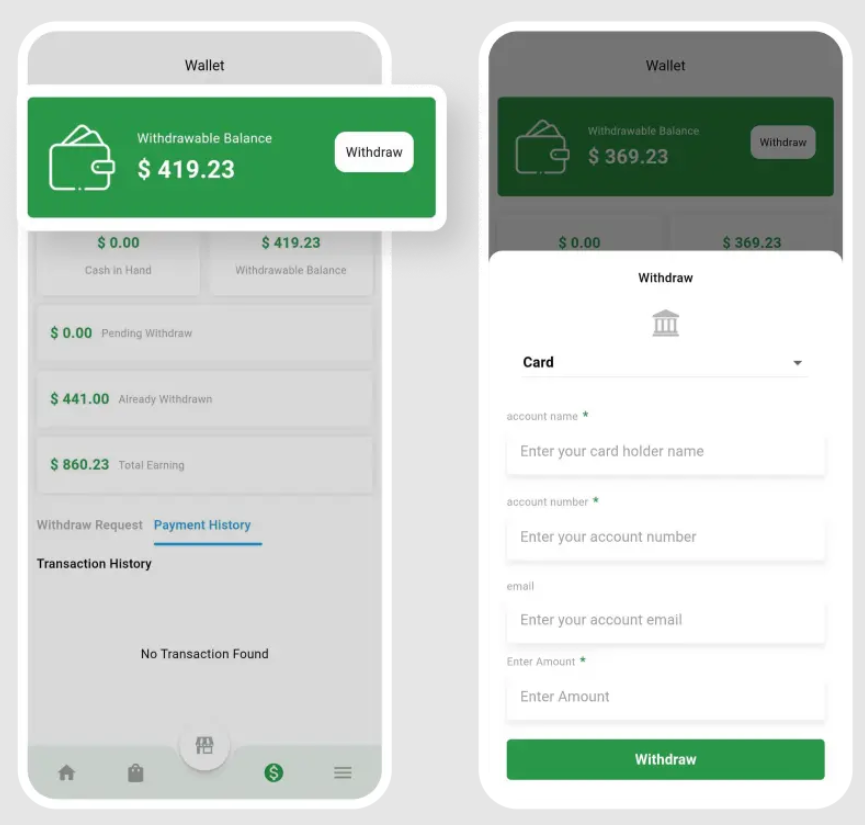 Wallet
Withdrawable Balance
$ 419.23
Withdraw
$ 0.00
Cash in Hand
$ 419.23
Withdrawable Balance
$ 0.00 Pending Withdraw
$ 441.00 Already Withdrawn
$ 860.23 Total Earning
Withdraw Request Payment History
Transaction History
No Transaction Found
Wallet
Withdrawable Balance
$ 369.23
Withdraw
$ 0.00 $ 369.23
Withdraw
Card
account name *
Enter your card holder name
account number *
Enter your account number
email
Enter your account email
Enter Amount *
Enter Amount
Withdraw